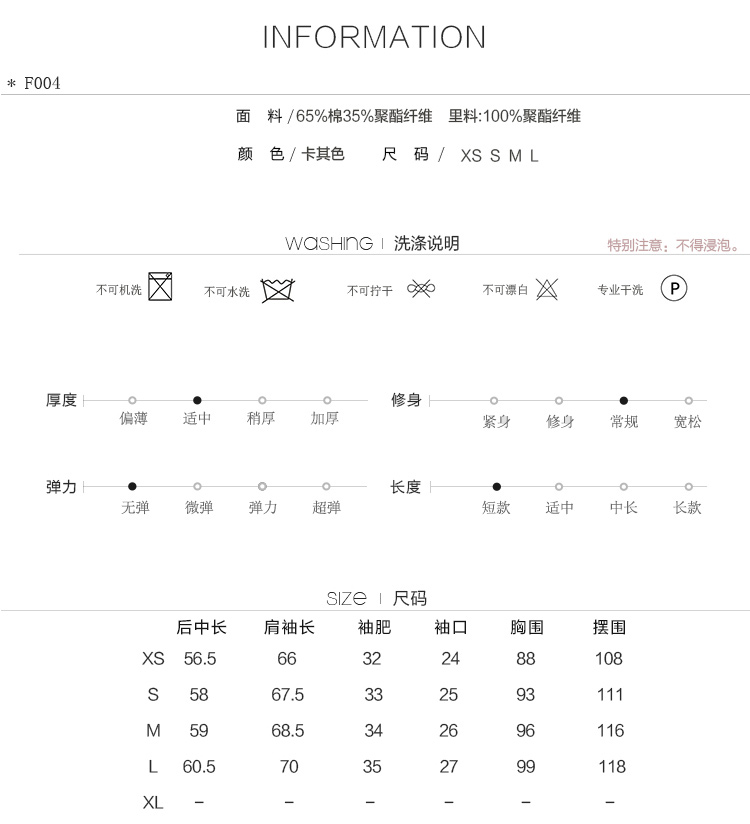 INFORMATION
* F004
面 料 /65%棉35%聚酯纤维 里料:100%聚酯纤维
颜 色 / 卡其色 尺 码 / XS S M L
WASHING | 洗涤说明 特别注意：不得浸泡。
不可机洗 不可水洗 不可拧干 不可漂白 专业干洗 P
厚度 偏薄 适中 稍厚 加厚
修身 紧身 修身 常规 宽松
弹力 无弹 微弹 弹力 超弹
长度 短款 适中 中长 长款
SIZE | 尺码
后中长 肩袖长 袖肥 袖口 胸围 摆围
XS 56.5 66 32 24 88 108
S 58 67.5 33 25 93 111
M 59 68.5 34 26 96 116
L 60.5 70 35 27 99 118
XL – – – – – –